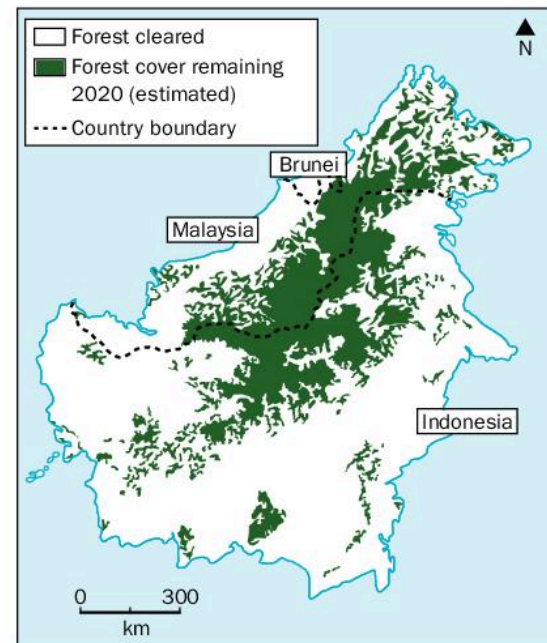 Forest cleared
Forest cover remaining
2020 (estimated)
Country boundary
N
Brunei
Malaysia
Indonesia
0 300
km